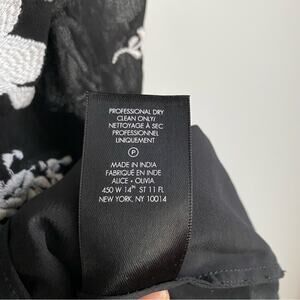 PROFESSIONAL DRY
CLEAN ONLY/
NETTOYAGE À SEC
PROFESSIONNEL
UNIQUEMENT
P
MADE IN INDIA
FABRIQUÉ EN INDE
ALICE + OLIVIA
450 W 14th ST 11 FL
NEW YORK, NY 10014